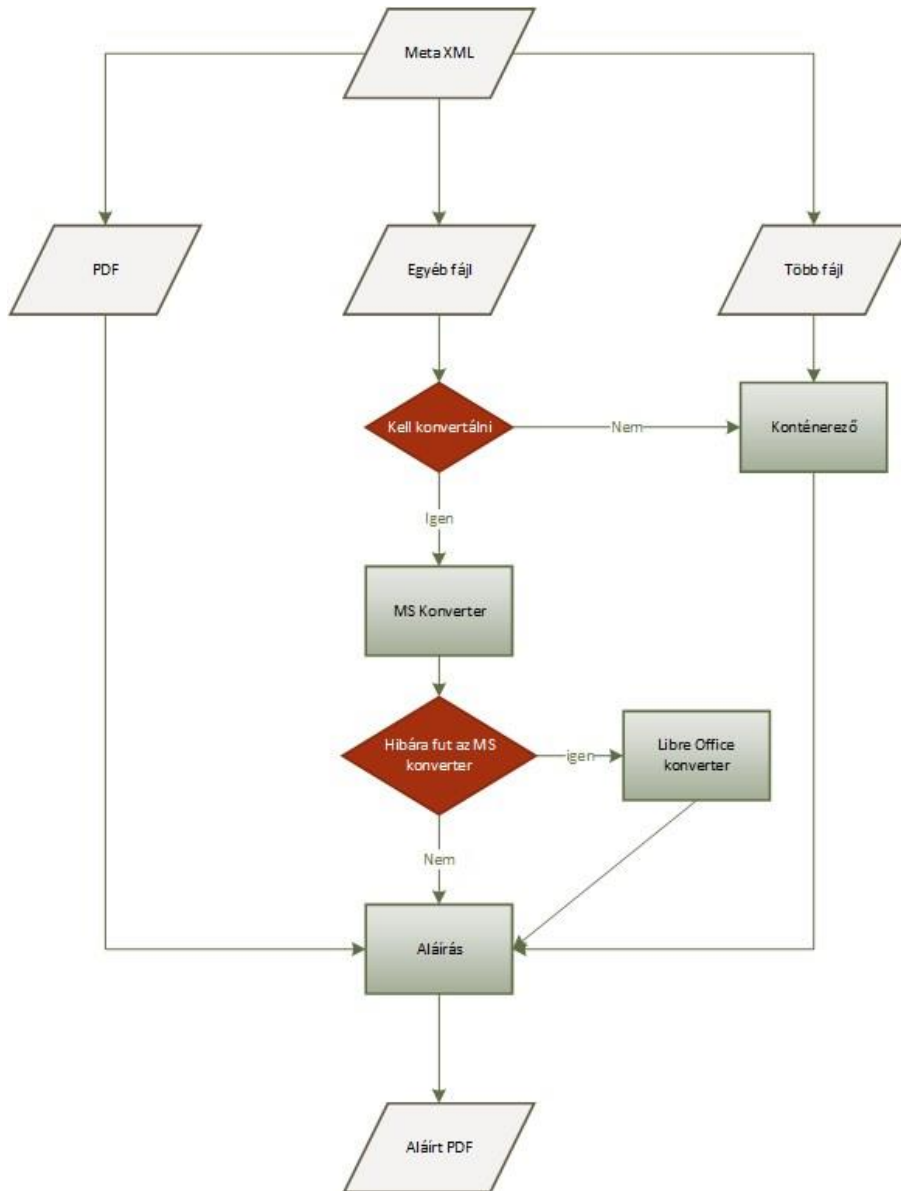 Meta XML
PDF
Egyéb fájl
Több fájl
Kell konvertálni
Nem
Konténerező
Igen
MS Konverter
Hibára fut az MS
konverter
igen
Libre Office
konverter
Nem
Aláírás
Aláírt PDF